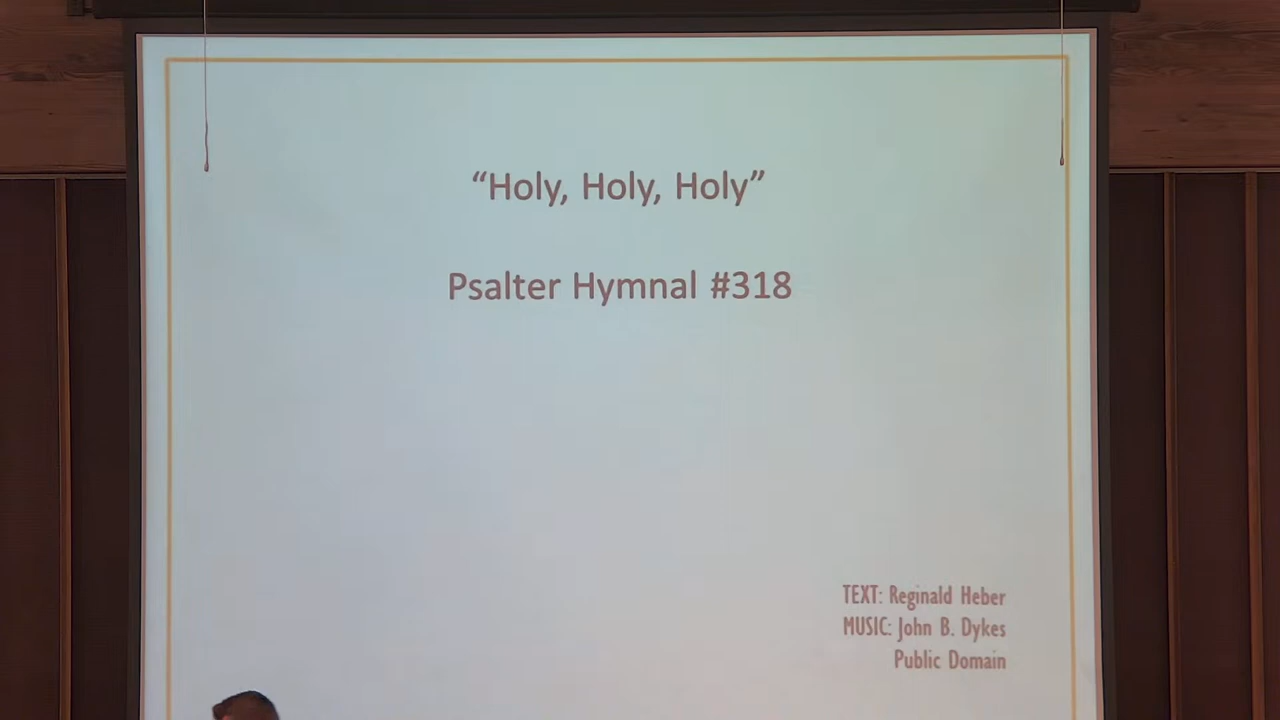 “Holy, Holy, Holy”
Psalter Hymnal #318
TEXT: Reginald Heber
MUSIC: John B. Dykes
Public Domain